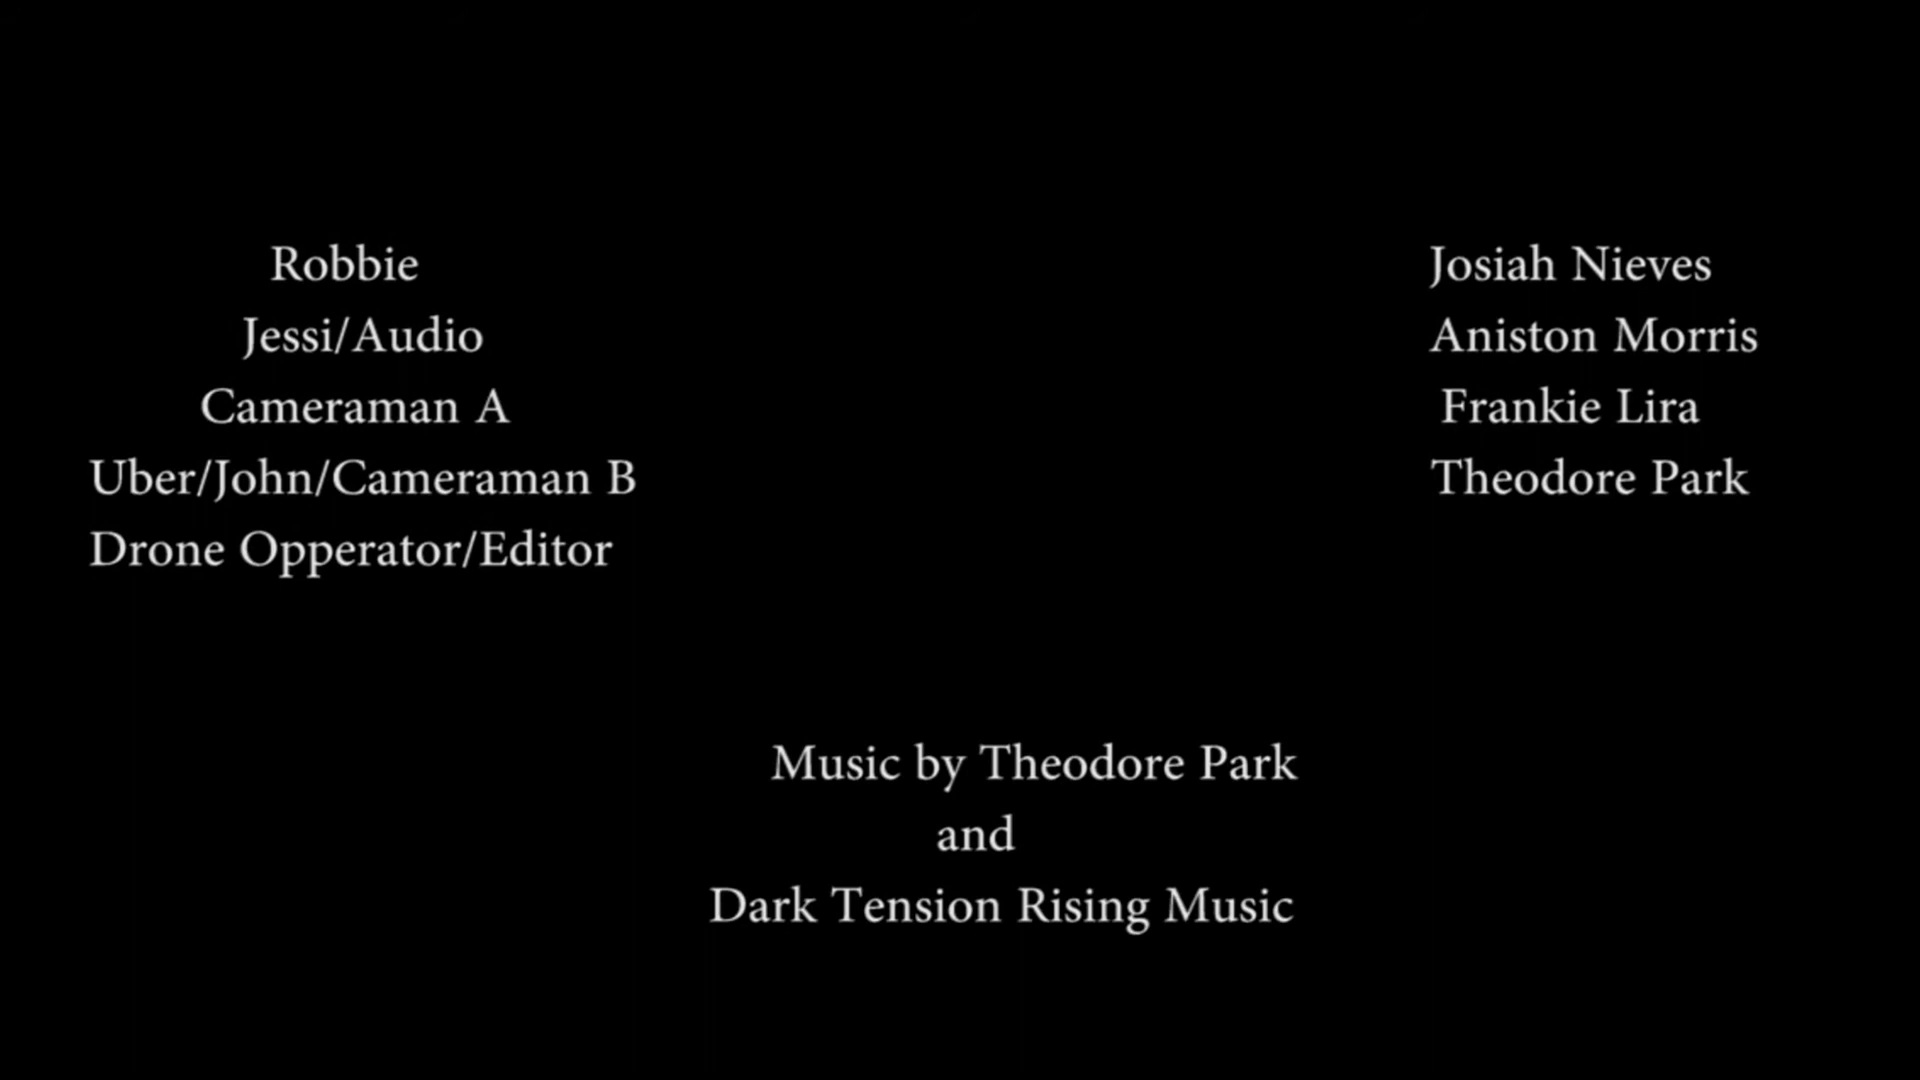 Robbie
Josiah Nieves
Jessi/Audio
Aniston Morris
Cameraman A
Frankie Lira
Uber/John/Cameraman B
Theodore Park
Drone Opperator/Editor
Music by Theodore Park
and
Dark Tension Rising Music